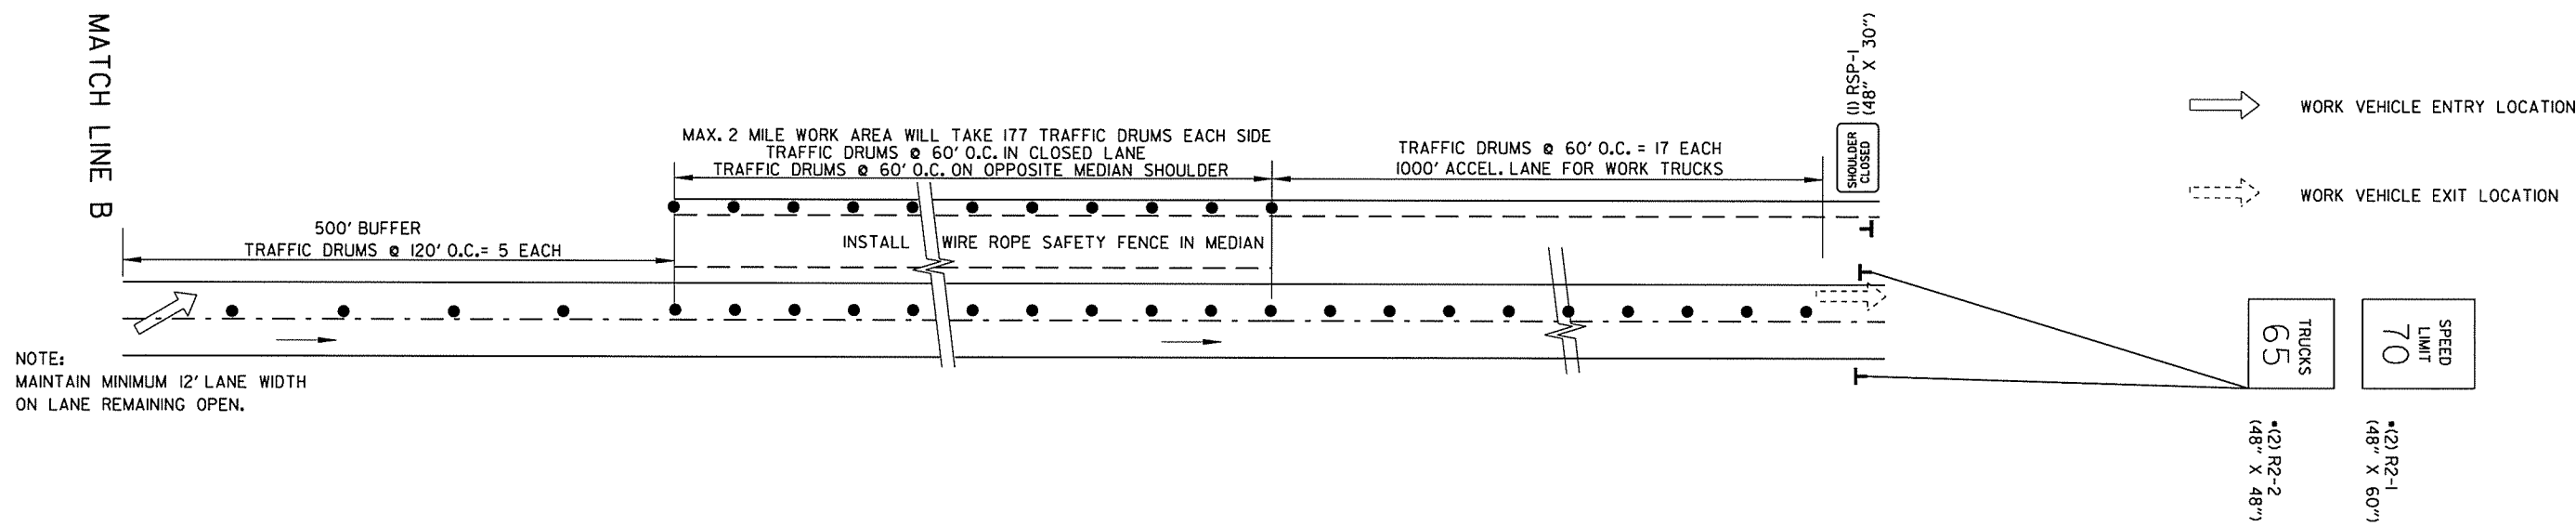 MATCH LINE B
500' BUFFER
TRAFFIC DRUMS @ 120' O.C.= 5 EACH
MAX. 2 MILE WORK AREA WILL TAKE 177 TRAFFIC DRUMS EACH SIDE
TRAFFIC DRUMS @ 60' O.C. IN CLOSED LANE
TRAFFIC DRUMS @ 60' O.C. ON OPPOSITE MEDIAN SHOULDER
INSTALL WIRE ROPE SAFETY FENCE IN MEDIAN
TRAFFIC DRUMS @ 60' O.C. = 17 EACH
1000' ACCEL. LANE FOR WORK TRUCKS
(1) RSP-1
(48" X 30")
SHOULDER
CLOSED
WORK VEHICLE ENTRY LOCATION
WORK VEHICLE EXIT LOCATION
NOTE:
MAINTAIN MINIMUM 12' LANE WIDTH
ON LANE REMAINING OPEN.
TRUCKS
65
SPEED
LIMIT
70
*(2) R2-2
(48" X 48")
*(2) R2-1
(48" X 60")